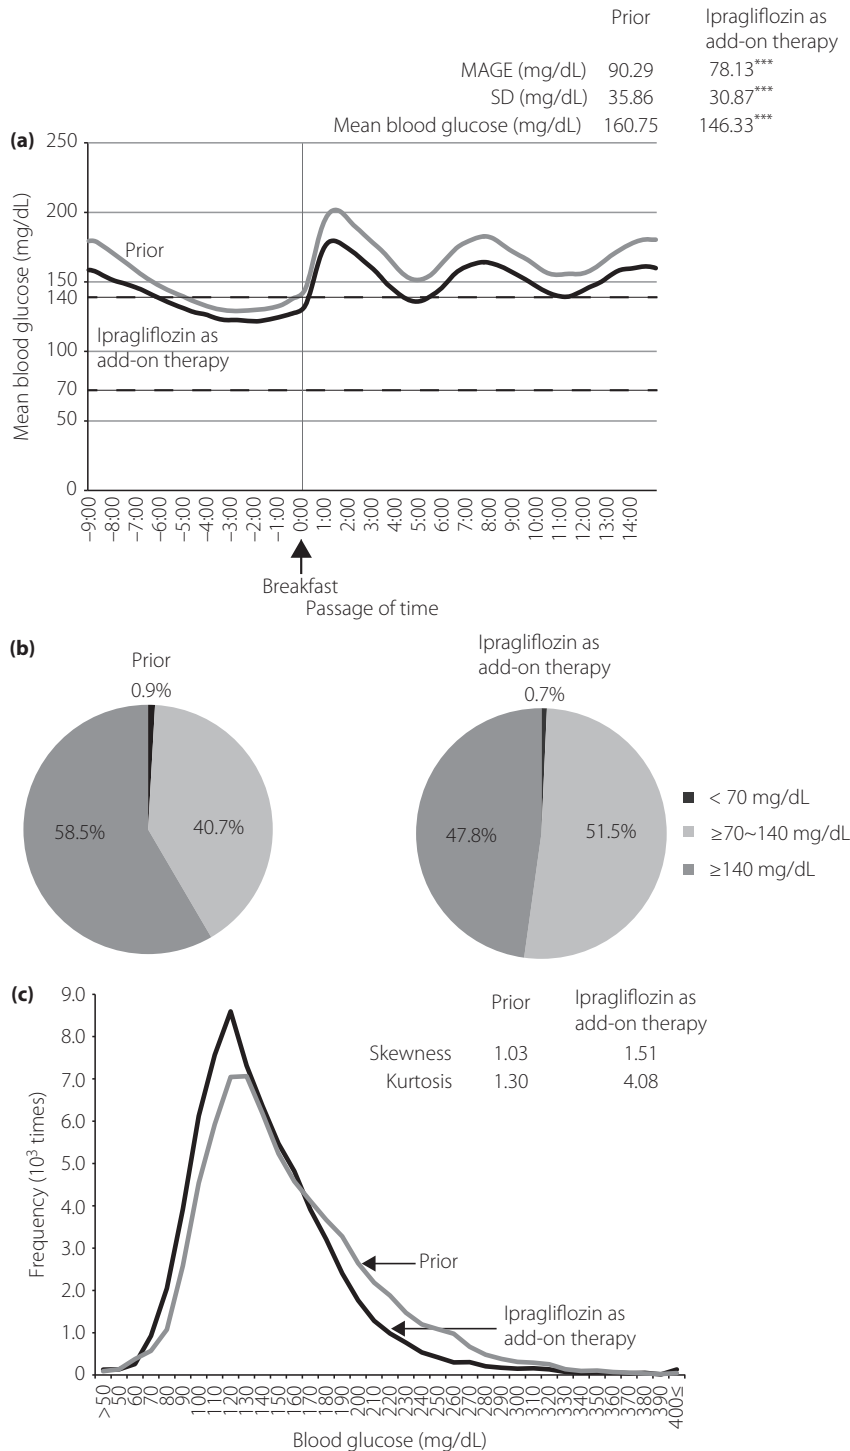 Prior Ipragliflozin as
add-on therapy
MAGE (mg/dL) 90.29 78.13***
SD (mg/dL) 35.86 30.87***
Mean blood glucose (mg/dL) 160.75 146.33***
(a)
Mean blood glucose (mg/dL)
250
200
150
140
100
70
50
0
Prior
Ipragliflozin as
add-on therapy
−9:00 −8:00 −7:00 −6:00 −5:00 −4:00 −3:00 −2:00 −1:00 0:00 1:00 2:00 3:00 4:00 5:00 6:00 7:00 8:00 9:00 10:00 11:00 12:00 13:00 14:00
Breakfast
Passage of time
(b)
Prior
0.9%
58.5% 40.7%
Ipragliflozin as
add-on therapy
0.7%
47.8% 51.5%
< 70 mg/dL
≥70~140 mg/dL
≥140 mg/dL
(c)
Frequency (10³ times)
9.0
8.0
7.0
6.0
5.0
4.0
3.0
2.0
1.0
0
Prior Ipragliflozin as
add-on therapy
Skewness 1.03 1.51
Kurtosis 1.30 4.08
Prior
Ipragliflozin as
add-on therapy
>50 50 60 70 80 90 100 110 120 130 140 150 160 170 180 190 200 210 220 230 240 250 260 270 280 290 300 310 320 330 340 350 360 370 380 390 400≤
Blood glucose (mg/dL)